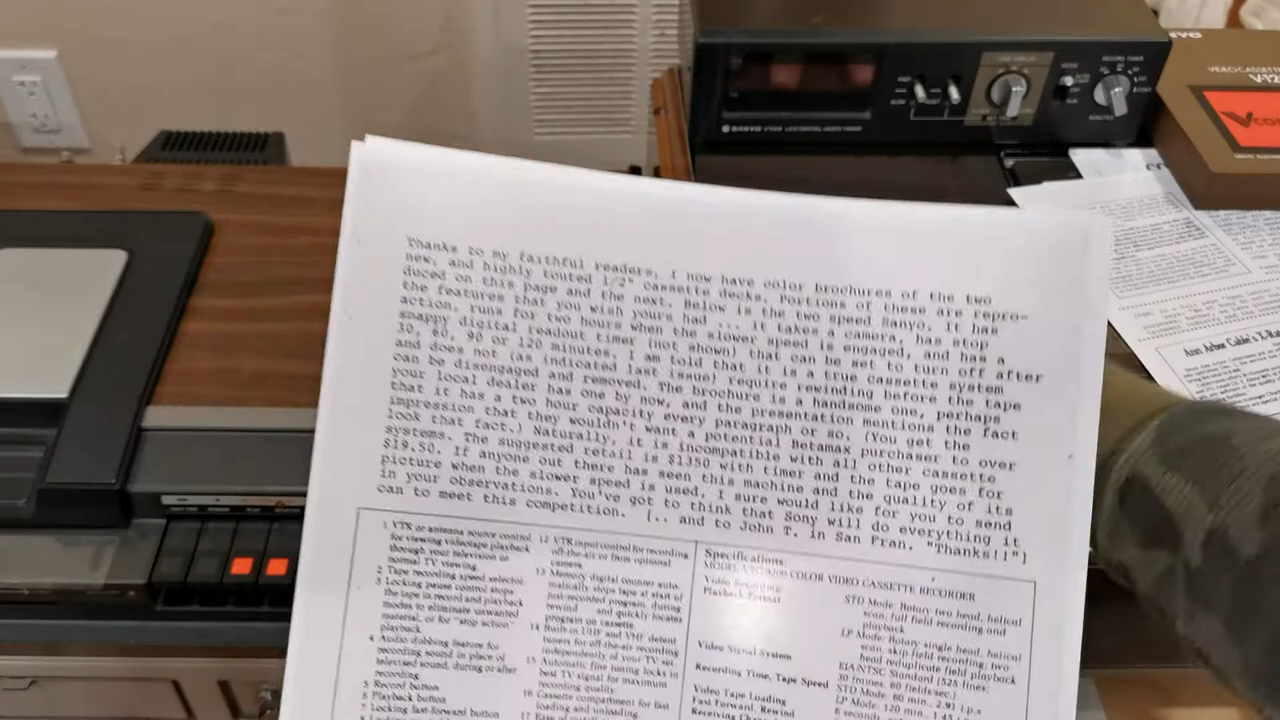 SANYO
VIDEO CASSETTE
Thanks to my faithful readers, I now have color brochures of the two
new, and highly touted 1/2" cassette decks. Portions of these are repro-
duced on this page and the next. Below is the two speed Sanyo. It has
the features that you wish yours had ... it takes a camera, has stop
action, runs for two hours when the slower speed is engaged, and has a
snappy digital readout timer (not shown) that can be set to turn off after
30, 60, 90 or 120 minutes. I am told that it is a true cassette system
and does not (as indicated last issue) require rewinding before the tape
can be disengaged and removed. The brochure is a handsome one, perhaps
your local dealer has one by now, and the presentation mentions the fact
that it has a two hour capacity every paragraph or so. (You get the
impression that they wouldn't want a potential Betamax purchaser to over
look that fact.) Naturally, it is incompatible with all other cassette
systems. The suggested retail is $1350 with timer and the tape goes for
$19.50. If anyone out there has seen this machine and the quality of its
picture when the slower speed is used, I sure would like for you to send
in your observations. You've got to think that Sony will do everything it
can to meet this competition. [.. and to John T. in San Fran. "Thanks!!"]
1 VTR or antenna source control
for viewing videotape playback
through your television or
normal TV viewing.
2 Tape recording speed selector
3 Locking pause control stops
the tape in record and playback
modes to eliminate unwanted
material, or for "stop action"
playback.
4 Audio dubbing feature for
recording sound in place of
televised sound, during or after
recording
5 Record button
6 Playback button
7 Locking fast-forward button
12 VTR input control for recording
off-the-air or from optional
camera.
13 Memory digital counter auto-
matically stops tape at start of
just-recorded program, during
rewind and quickly locates
program on cassette
14 Built-in UHF and VHF detent
tuners for off-the-air recording
independently of your TV set.
15 Automatic fine tuning locks in
best TV signal for maximum
recording quality.
16 Cassette compartment for fast
loading and unloading.
17
Specifications:
COLOR VIDEO CASSETTE RECORDER
Video Recording
Playback Format
STD Mode: Rotary two head, helical
scan, full field recording and
playback
LP Mode: Rotary single head, helical
scan, skip field recording; two
head reduplicate field playback
Video Signal System
EIA NTSC Standard (525 lines:
30 frames, 60 fields/sec.)
Recording Time, Tape Speed
STD Mode: 60 min., 2.91 i.p.s
LP Mode: 120 min.,
Video Tape Loading
Fast Forward, Rewind
Ann Arbor